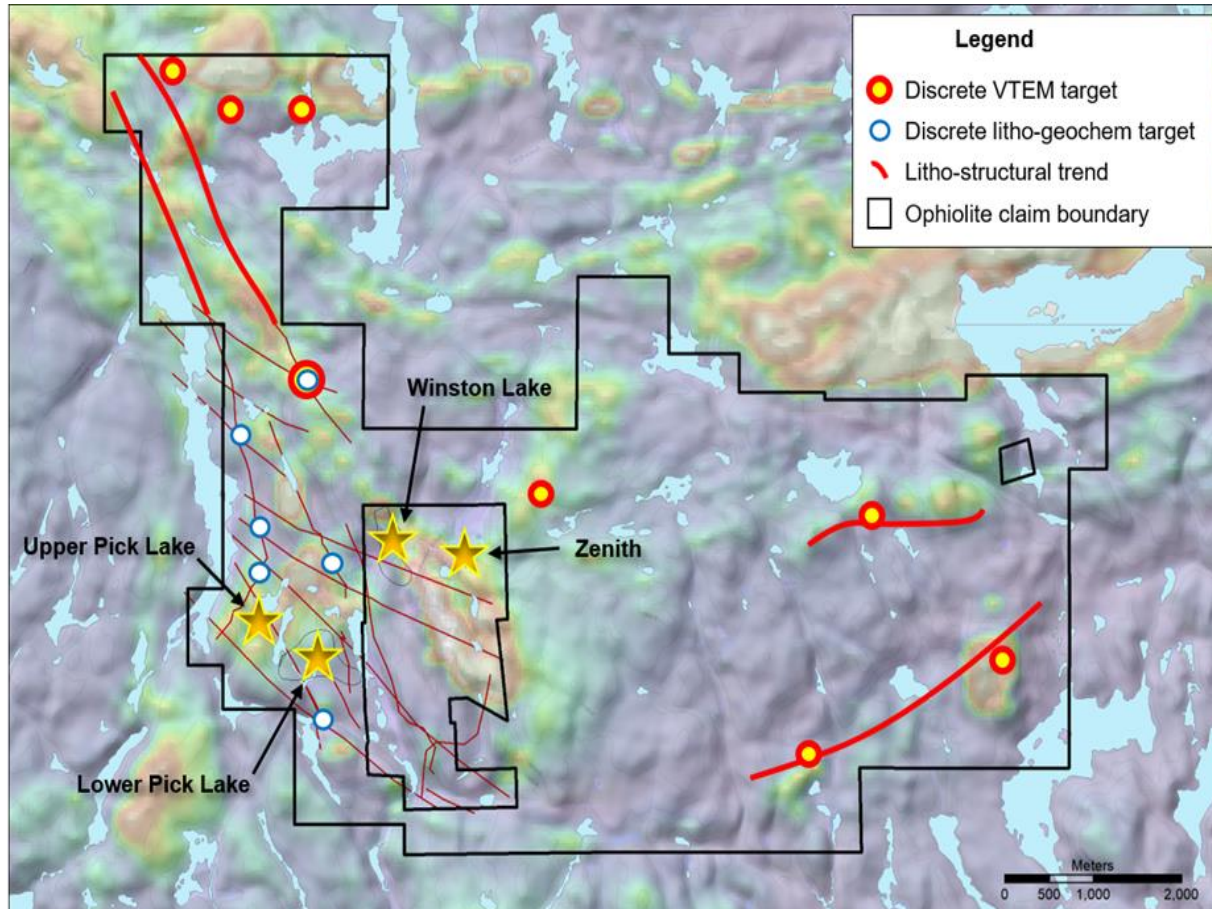 Legend
Discrete VTEM target
Discrete litho-geochem target
Litho-structural trend
Ophiolite claim boundary
Winston Lake
Upper Pick Lake
Zenith
Lower Pick Lake
Meters
0 500 1,000 2,000